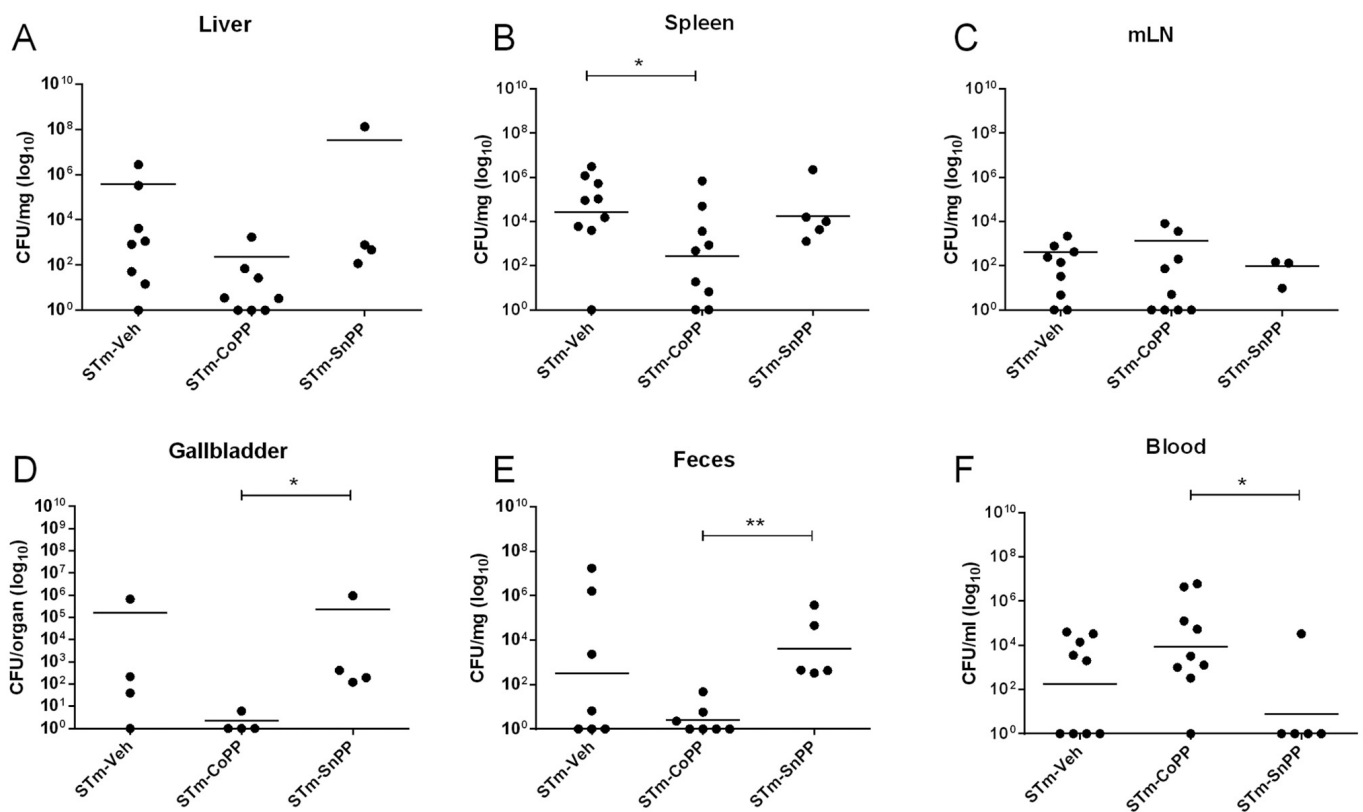 A
Liver
CFU/mg (log10)
10^10
10^8
10^6
10^4
10^2
10^0
STm-Veh
STm-CoPP
STm-SnPP
B
Spleen
*
CFU/mg (log10)
10^10
10^8
10^6
10^4
10^2
10^0
STm-Veh
STm-CoPP
STm-SnPP
C
mLN
CFU/mg (log10)
10^10
10^8
10^6
10^4
10^2
10^0
STm-Veh
STm-CoPP
STm-SnPP
D
Gallbladder
*
CFU/organ (log10)
10^10
10^9
10^8
10^7
10^6
10^5
10^4
10^3
10^2
10^1
10^0
STm-Veh
STm-CoPP
STm-SnPP
E
Feces
**
CFU/mg (log10)
10^10
10^8
10^6
10^4
10^2
10^0
STm-Veh
STm-CoPP
STm-SnPP
F
Blood
*
CFU/ml (log10)
10^10
10^8
10^6
10^4
10^2
10^0
STm-Veh
STm-CoPP
STm-SnPP